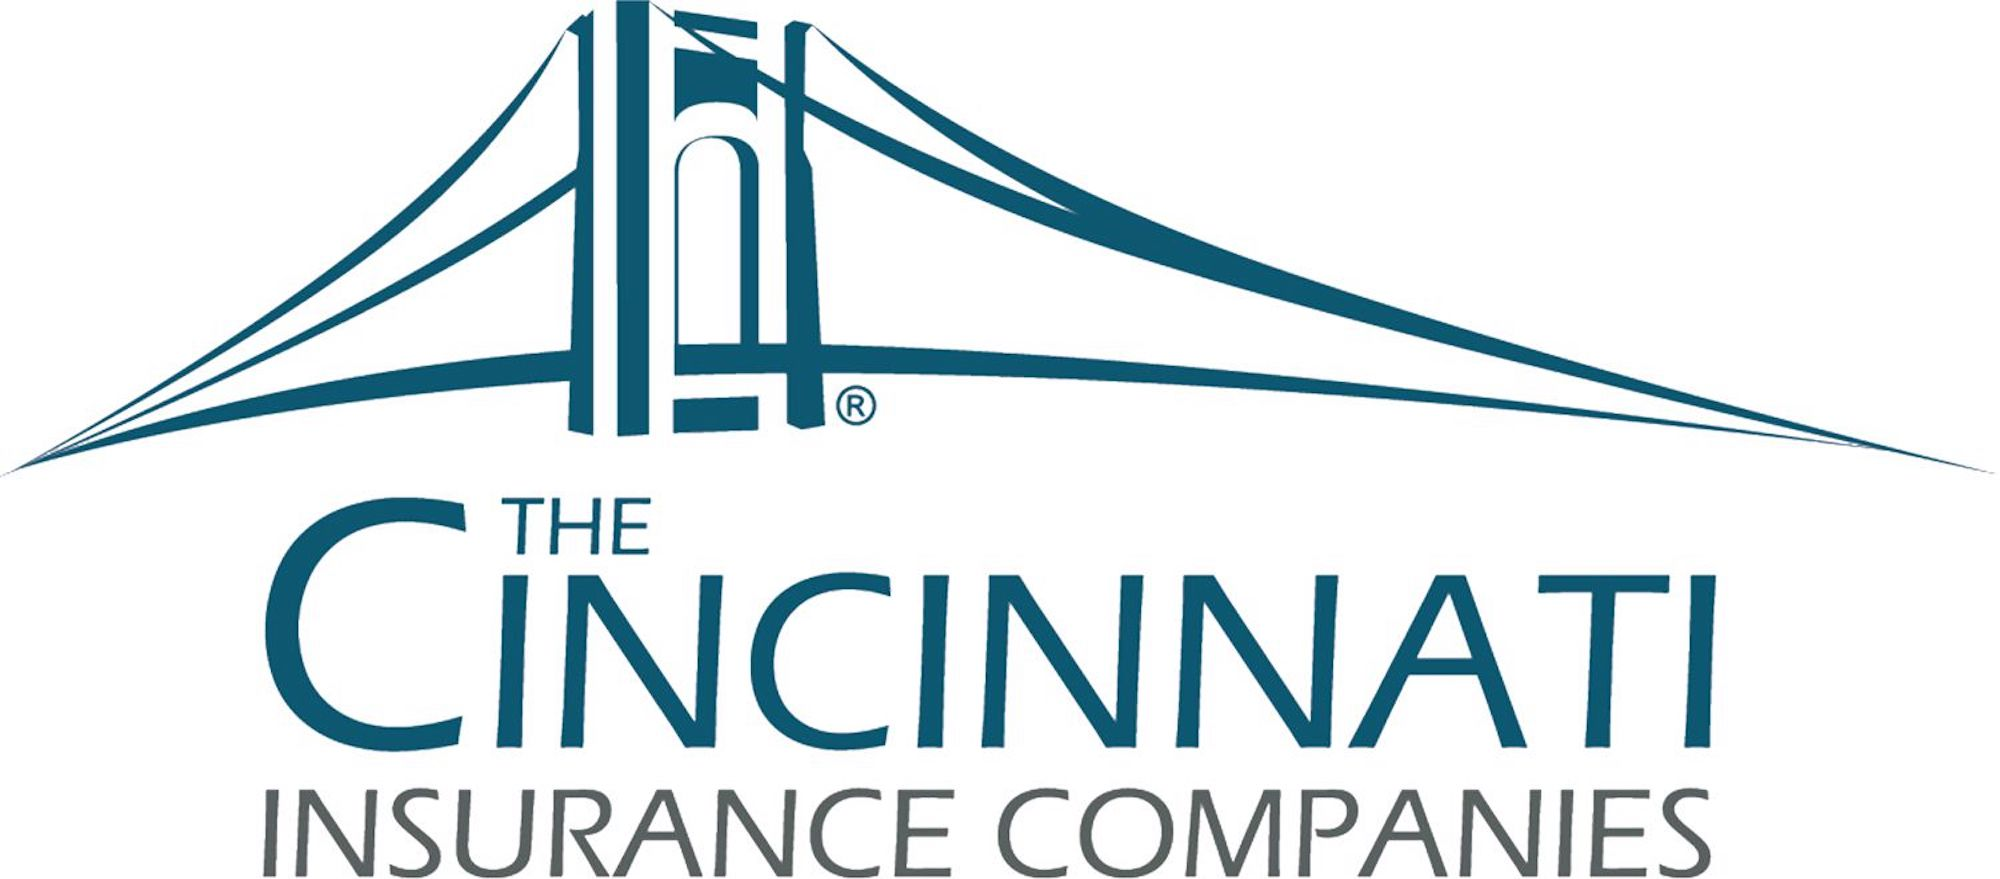 ®
THE
CINCINNATI
INSURANCE COMPANIES